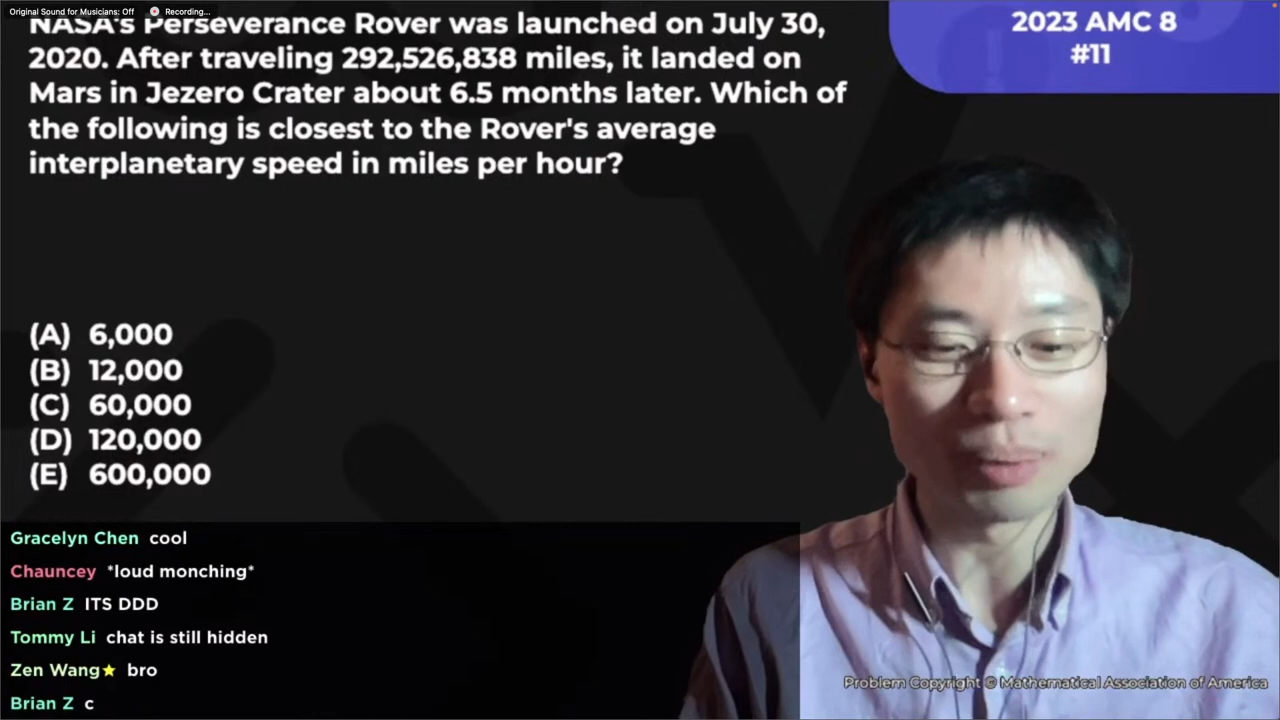 Original Sound for Musicians: Off
Recording...
NASA's Perseverance Rover was launched on July 30,
2020. After traveling 292,526,838 miles, it landed on
Mars in Jezero Crater about 6.5 months later. Which of
the following is closest to the Rover's average
interplanetary speed in miles per hour?
2023 AMC 8
#11
(A) 6,000
(B) 12,000
(C) 60,000
(D) 120,000
(E) 600,000
Gracelyn Chen cool
Chauncey *loud monching*
Brian Z ITS DDD
Tommy Li chat is still hidden
Zen Wang⭐ bro
Brian Z c
Problem Copyright © Mathematical Association of America